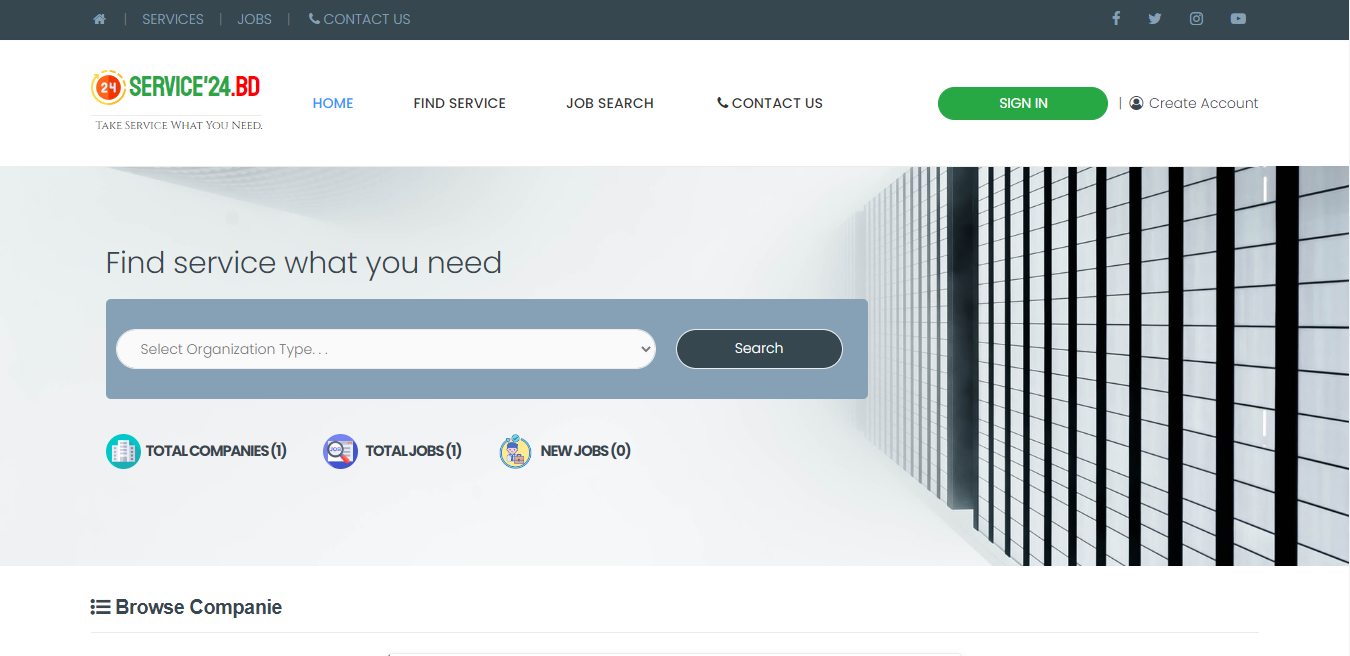 | SERVICES | JOBS | CONTACT US
24 SERVICE'24.BD
TAKE SERVICE WHAT YOU NEED.
HOME FIND SERVICE JOB SEARCH CONTACT US
SIGN IN | Create Account
Find service what you need
Select Organization Type. . .
Search
TOTAL COMPANIES (1) TOTAL JOBS (1) NEW JOBS (0)
Browse Companie